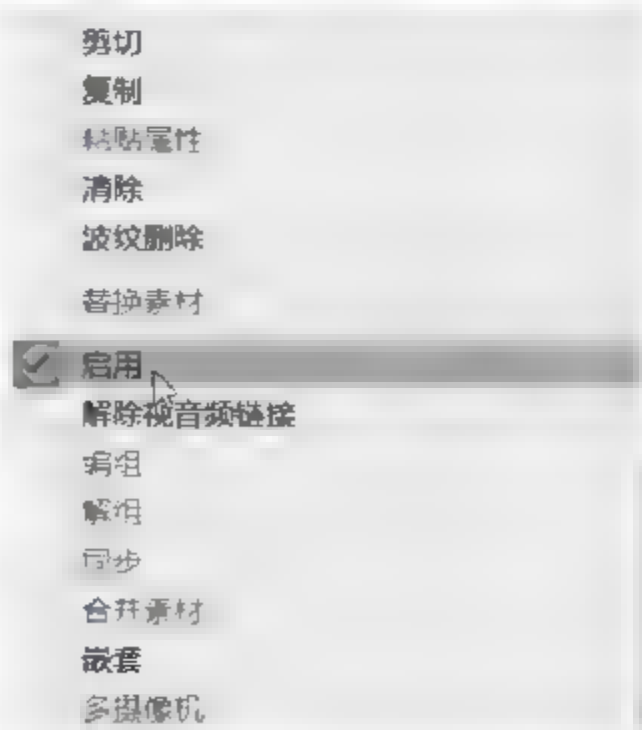 剪切
复制
粘贴属性
清除
波纹删除
替换素材
启用
解除视音频链接
编组
解组
同步
合并素材
嵌套
多摄像机